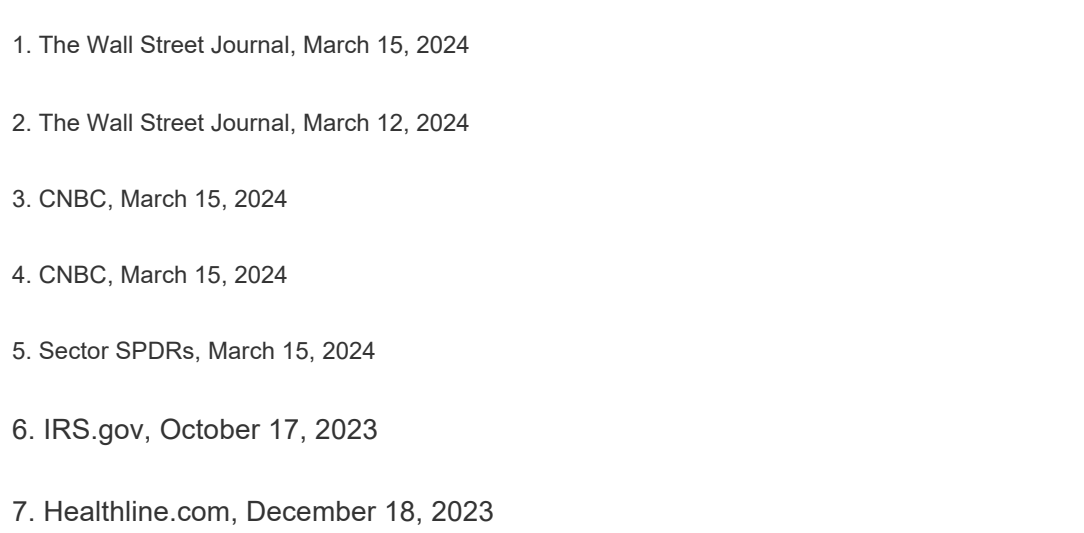 1. The Wall Street Journal, March 15, 2024
2. The Wall Street Journal, March 12, 2024
3. CNBC, March 15, 2024
4. CNBC, March 15, 2024
5. Sector SPDRs, March 15, 2024
6. IRS.gov, October 17, 2023
7. Healthline.com, December 18, 2023